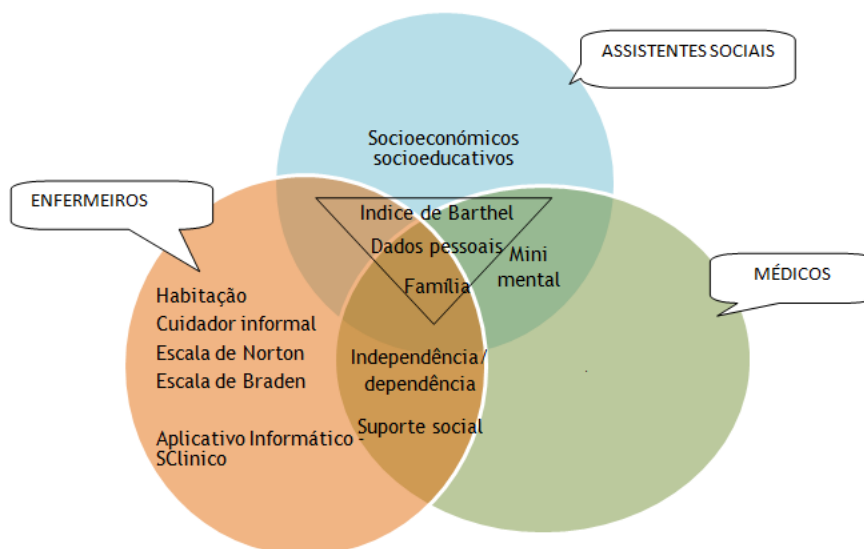 ASSISTENTES SOCIAIS
Socioeconómicos
socioeducativos
ENFERMEIROS
Indice de Barthel
Dados pessoais
Mini
mental
Família
MÉDICOS
Habitação
Cuidador informal
Escala de Norton
Escala de Braden
Aplicativo Informático -
SClinico
Independência/
dependência
Suporte social
.